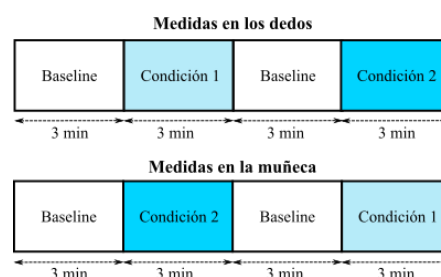 Medidas en los dedos
Baseline Condición 1 Baseline Condición 2
3 min 3 min 3 min 3 min
Medidas en la muñeca
Baseline Condición 2 Baseline Condición 1
3 min 3 min 3 min 3 min